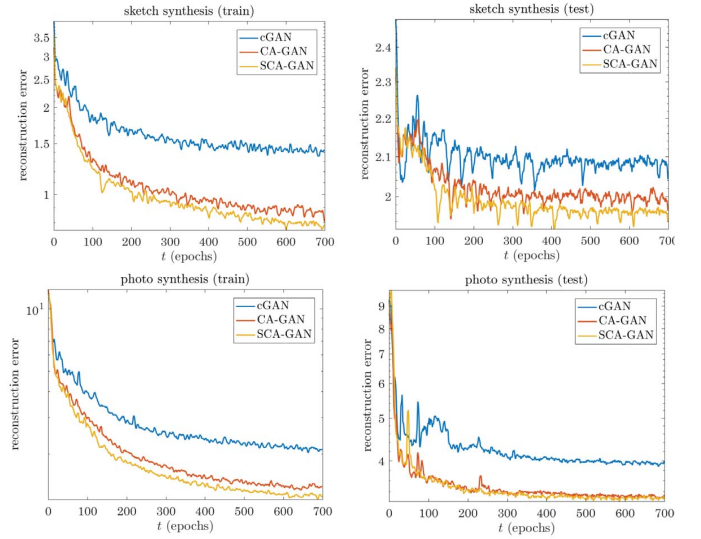 sketch synthesis (train)
reconstruction error
3.5
3
2.5
2
1.5
1
cGAN
CA-GAN
SCA-GAN
0 100 200 300 400 500 600 700
t (epochs)
sketch synthesis (test)
reconstruction error
2.4
2.3
2.2
2.1
2
cGAN
CA-GAN
SCA-GAN
0 100 200 300 400 500 600 700
t (epochs)
photo synthesis (train)
reconstruction error
10¹
cGAN
CA-GAN
SCA-GAN
0 100 200 300 400 500 600 700
t (epochs)
photo synthesis (test)
reconstruction error
9
8
7
6
5
4
cGAN
CA-GAN
SCA-GAN
0 100 200 300 400 500 600 700
t (epochs)